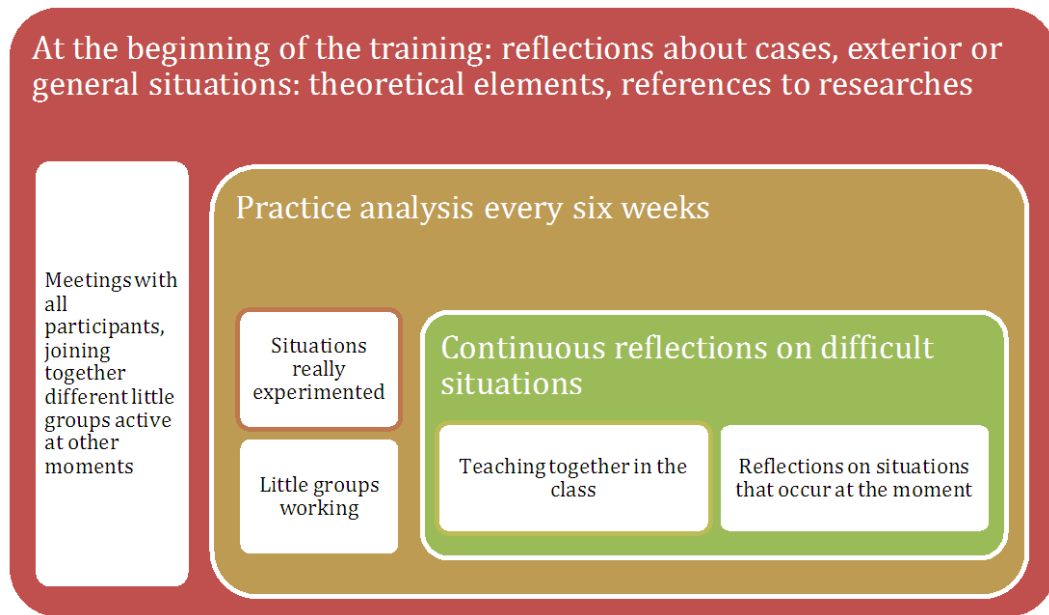 At the beginning of the training: reflections about cases, exterior or
general situations: theoretical elements, references to researches
Meetings with
all
participants,
joining
together
different little
groups active
at other
moments
Practice analysis every six weeks
Situations
really
experimented
Little groups
working
Continuous reflections on difficult
situations
Teaching together in the
class
Reflections on situations
that occur at the moment